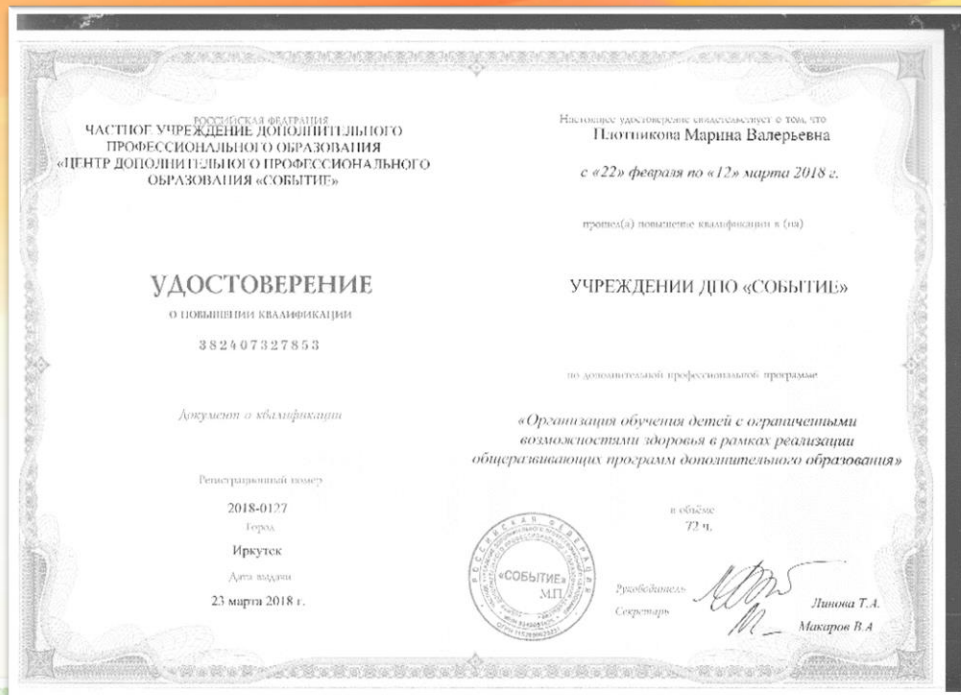 РОССИЙСКАЯ ФЕДЕРАЦИЯ
ЧАСТНОЕ УЧРЕЖДЕНИЕ ДОПОЛНИТЕЛЬНОГО
ПРОФЕССИОНАЛЬНОГО ОБРАЗОВАНИЯ
«ЦЕНТР ДОПОЛНИТЕЛЬНОГО ПРОФЕССИОНАЛЬНОГО
ОБРАЗОВАНИЯ «СОБЫТИЕ»
УДОСТОВЕРЕНИЕ
О ПОВЫШЕНИИ КВАЛИФИКАЦИИ
382407327853
Документ о квалификации
Регистрационный номер
2018-0127
Город
Иркутск
Дата выдачи
23 марта 2018 г.
Настоящее удостоверение свидетельствует о том, что
Плотникова Марина Валерьевна
с «22» февраля по «12» марта 2018 г.
прошел(а) повышение квалификации в (на)
УЧРЕЖДЕНИИ ДПО «СОБЫТИЕ»
по дополнительной профессиональной программе
«Организация обучения детей с ограниченными
возможностями здоровья в рамках реализации
общеразвивающих программ дополнительного образования»
в объёме
72 ч.
РОССИЙСКАЯ ФЕДЕРАЦИЯ
«СОБЫТИЕ»
М.П.
Руководитель
Линова Т.А.
Секретарь
Макаров В.А